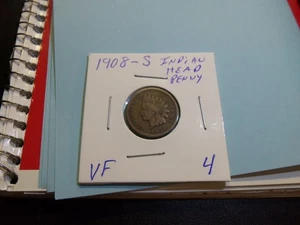 1908-S INDIAN
HEAD
PENNY
VF 4